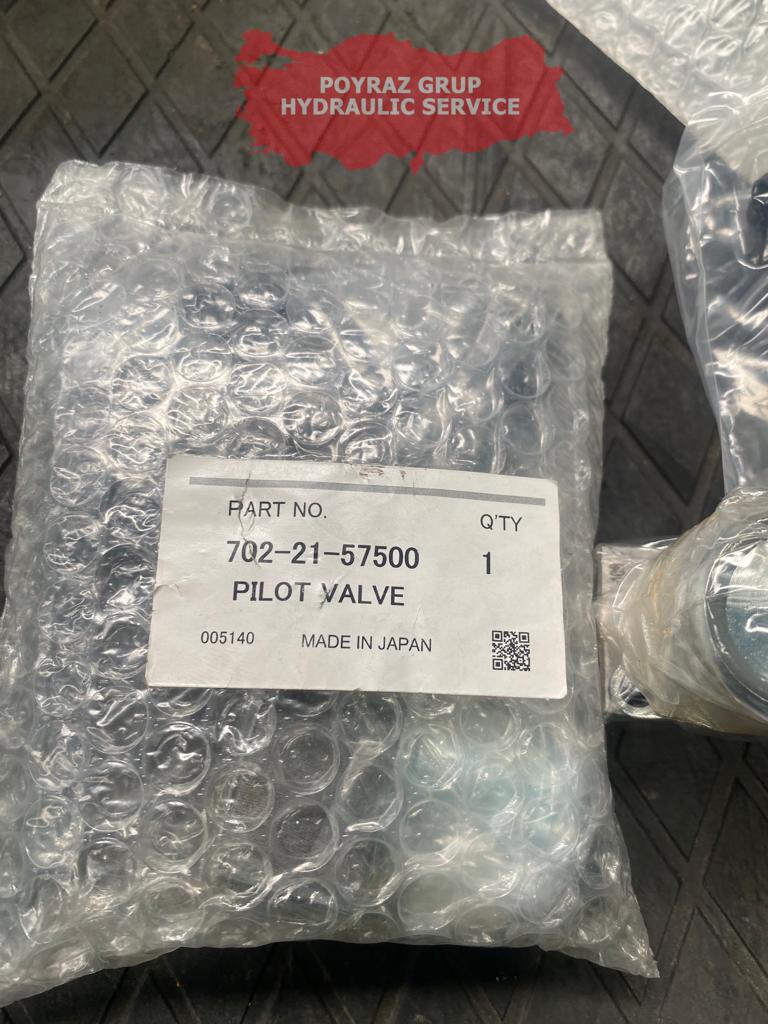 POYRAZ GRUP
HYDRAULIC SERVICE
PART NO.
Q'TY
702-21-57500
1
PILOT VALVE
005140
MADE IN JAPAN